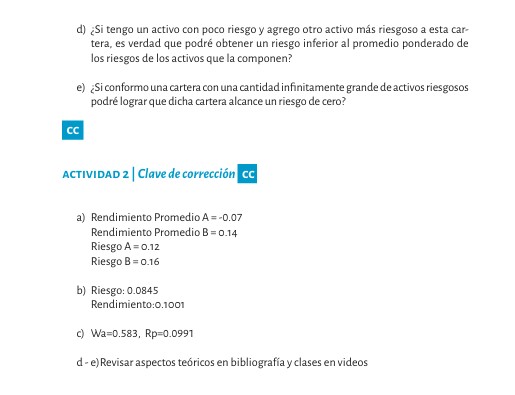 d) ¿Si tengo un activo con poco riesgo y agrego otro activo más riesgoso a esta car-
tera, es verdad que podré obtener un riesgo inferior al promedio ponderado de
los riesgos de los activos que la componen?
e) ¿Si conformo una cartera con una cantidad infinitamente grande de activos riesgosos
podré lograr que dicha cartera alcance un riesgo de cero?
CC
ACTIVIDAD 2 | Clave de corrección CC
a) Rendimiento Promedio A = -0.07
Rendimiento Promedio B = 0.14
Riesgo A = 0.12
Riesgo B = 0.16
b) Riesgo: 0.0845
Rendimiento:0.1001
c) Wa=0.583, Rp=0.0991
d - e)Revisar aspectos teóricos en bibliografía y clases en videos